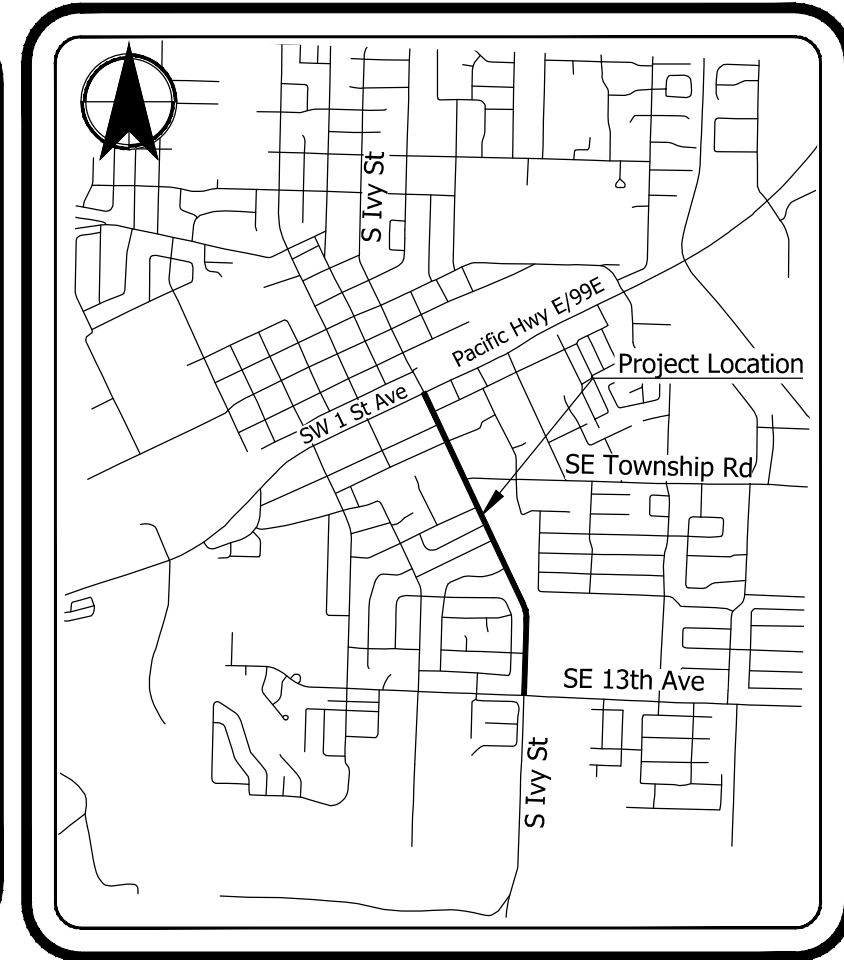 S Ivy St
Pacific Hwy E/99E
Project Location
SW 1 St Ave
SE Township Rd
SE 13th Ave
S Ivy St